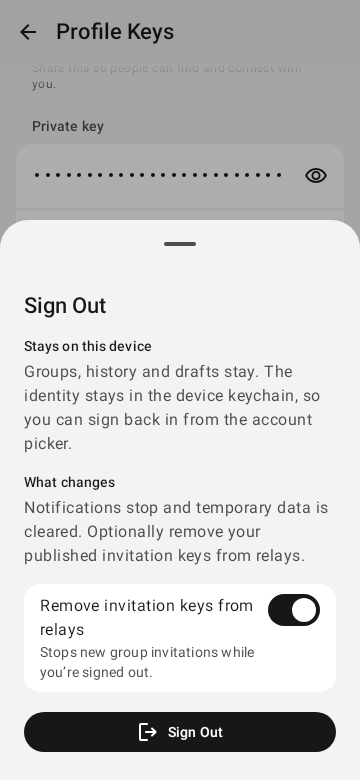 Profile Keys
Share this so people can find and connect with
you.
Private key
Sign Out
Stays on this device
Groups, history and drafts stay. The
identity stays in the device keychain, so
you can sign back in from the account
picker.
What changes
Notifications stop and temporary data is
cleared. Optionally remove your
published invitation keys from relays.
Remove invitation keys from
relays
Stops new group invitations while
you’re signed out.
Sign Out